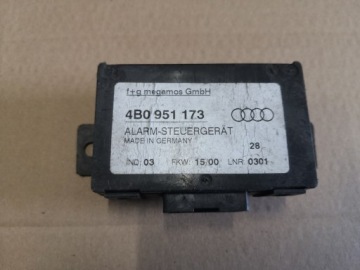 f+g megamos GmbH
4B0 951 173
ALARM-STEUERGERÄT
MADE IN GERMANY
28
IND. 03 FKW. 15/00 LNR. 0301